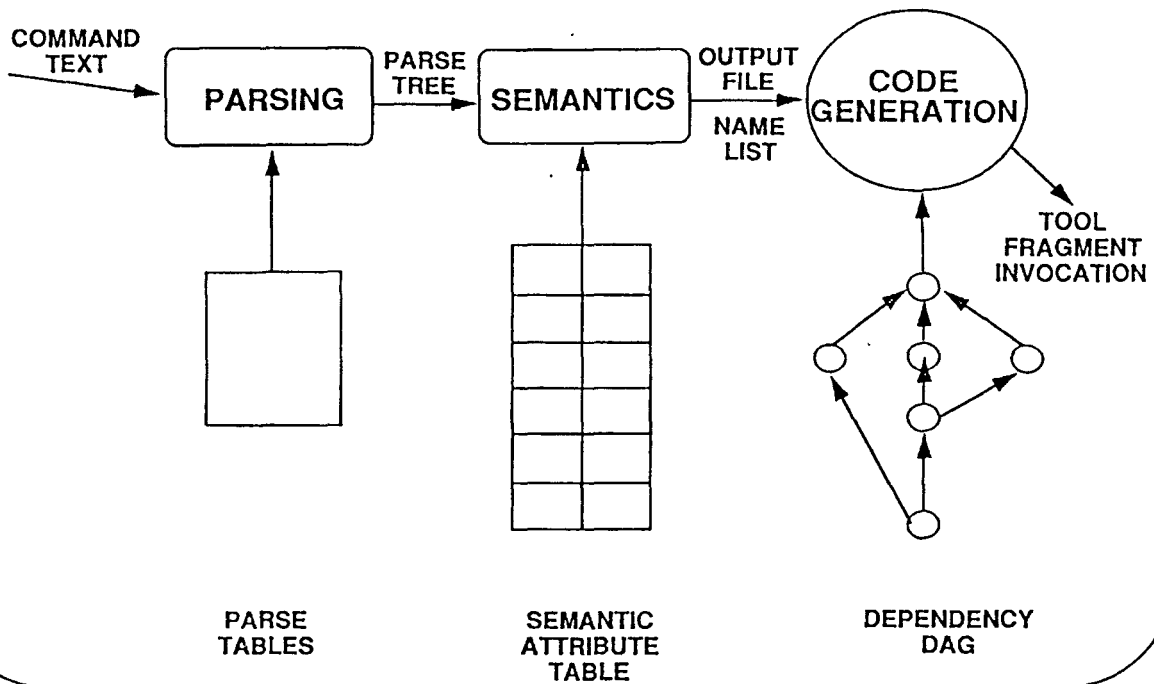 COMMAND
TEXT
PARSING
PARSE
TREE
SEMANTICS
OUTPUT
FILE
NAME
LIST
CODE
GENERATION
TOOL
FRAGMENT
INVOCATION
PARSE
TABLES
SEMANTIC
ATTRIBUTE
TABLE
DEPENDENCY
DAG